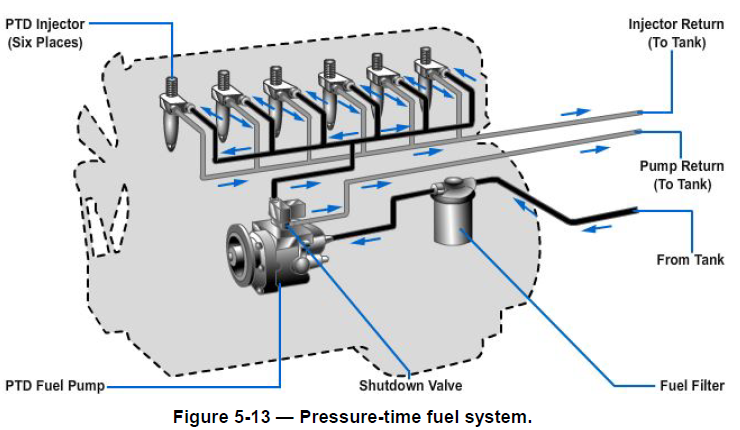 PTD Injector
(Six Places)
Injector Return
(To Tank)
Pump Return
(To Tank)
From Tank
PTD Fuel Pump
Shutdown Valve
Fuel Filter
Figure 5-13 — Pressure-time fuel system.